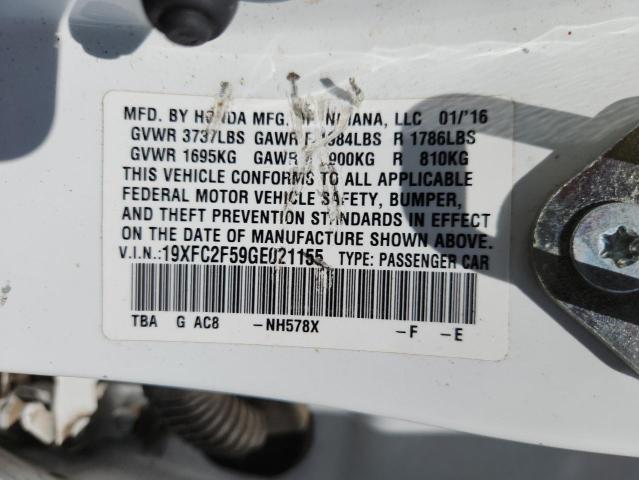 MFD. BY HONDA MFG. OF INDIANA, LLC 01/'16
GVWR 3737LBS GAWR F 1984LBS R 1786LBS
GVWR 1695KG GAWR 900KG R 810KG
THIS VEHICLE CONFORMS TO ALL APPLICABLE
FEDERAL MOTOR VEHICLE SAFETY, BUMPER,
AND THEFT PREVENTION STANDARDS IN EFFECT
ON THE DATE OF MANUFACTURE SHOWN ABOVE.
V.I.N.:19XFC2F59GE021155 TYPE: PASSENGER CAR
TBA G AC8 -NH578X -F -E